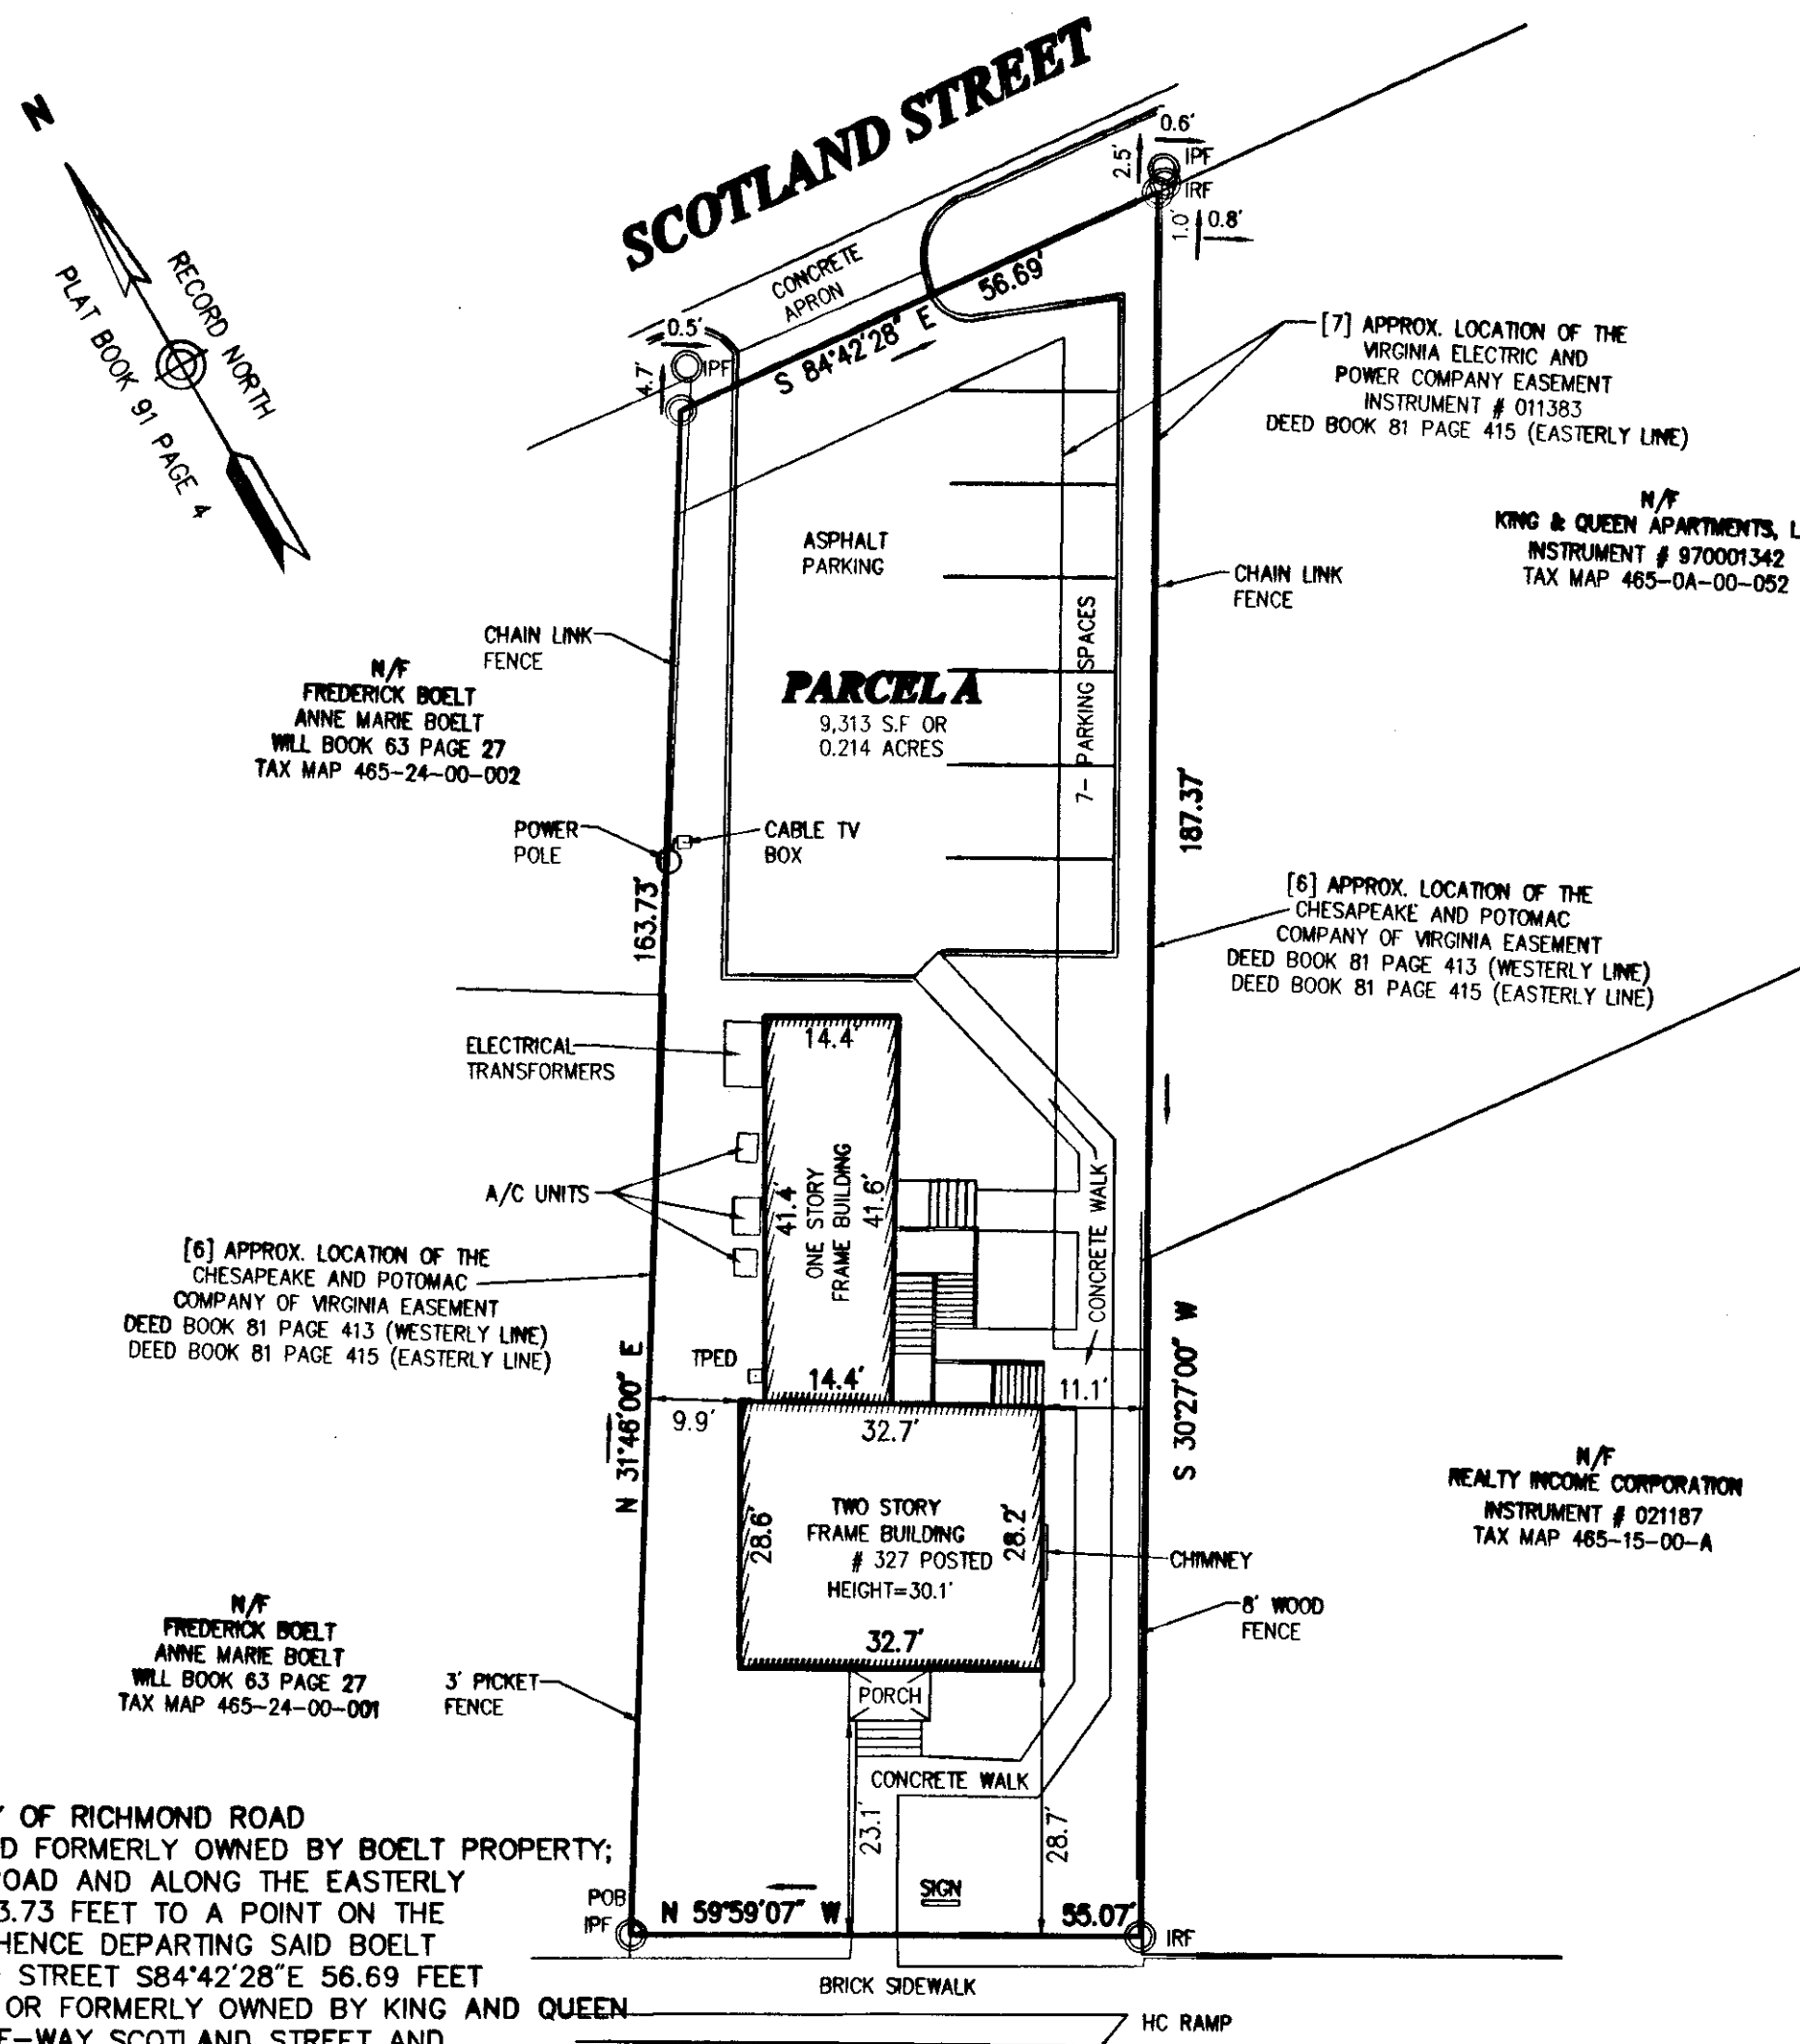 SCOTLAND STREET
N
RECORD NORTH
PLAT BOOK 91 PAGE 4
0.6'
2.5'
IPF
IRF
1.0'
0.8'
CONCRETE
APRON
56.69'
S 84°42'28" E
0.5'
4.7'
IPF
[7] APPROX. LOCATION OF THE
VIRGINIA ELECTRIC AND
POWER COMPANY EASEMENT
INSTRUMENT # 011383
DEED BOOK 81 PAGE 415 (EASTERLY LINE)
N/F
KING & QUEEN APARTMENTS, L
INSTRUMENT # 970001342
TAX MAP 465-0A-00-052
ASPHALT
PARKING
CHAIN LINK
FENCE
CHAIN LINK
FENCE
N/F
FREDERICK BOELT
ANNE MARIE BOELT
WILL BOOK 63 PAGE 27
TAX MAP 465-24-00-002
PARCEL A
9,313 S.F OR
0.214 ACRES
7- PARKING SPACES
187.37'
POWER
POLE
CABLE TV
BOX
163.73'
[6] APPROX. LOCATION OF THE
CHESAPEAKE AND POTOMAC
COMPANY OF VIRGINIA EASEMENT
DEED BOOK 81 PAGE 413 (WESTERLY LINE)
DEED BOOK 81 PAGE 415 (EASTERLY LINE)
ELECTRICAL
TRANSFORMERS
14.4'
A/C UNITS
41.4'
ONE STORY
FRAME BUILDING
41.6'
CONCRETE WALK
[6] APPROX. LOCATION OF THE
CHESAPEAKE AND POTOMAC
COMPANY OF VIRGINIA EASEMENT
DEED BOOK 81 PAGE 413 (WESTERLY LINE)
DEED BOOK 81 PAGE 415 (EASTERLY LINE)
TPED
14.4'
11.1'
9.9'
32.7'
N 31°46'00" E
S 30°27'00" W
TWO STORY
FRAME BUILDING
# 327 POSTED
HEIGHT=30.1'
28.6'
28.2'
32.7'
CHIMNEY
N/F
REALTY INCOME CORPORATION
INSTRUMENT # 021187
TAX MAP 465-15-00-A
8' WOOD
FENCE
N/F
FREDERICK BOELT
ANNE MARIE BOELT
WILL BOOK 63 PAGE 27
TAX MAP 465-24-00-001
3' PICKET
FENCE
PORCH
CONCRETE WALK
23.1'
28.7'
SIGN
POB
IPF
N 59°59'07" W
55.07'
IRF
BRICK SIDEWALK
HC RAMP
Y OF RICHMOND ROAD
D FORMERLY OWNED BY BOELT PROPERTY;
OAD AND ALONG THE EASTERLY
3.73 FEET TO A POINT ON THE
HENCE DEPARTING SAID BOELT
STREET S84°42'28"E 56.69 FEET
OR FORMERLY OWNED BY KING AND QUEEN
F-WAY SCOTLAND STREET AND